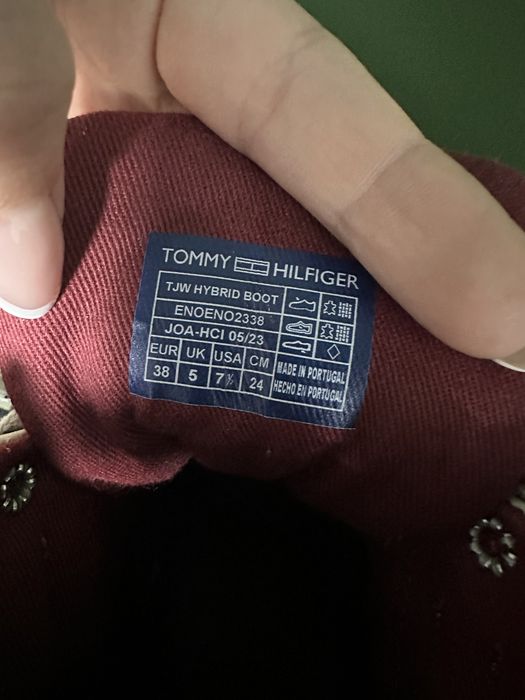 TOMMY HILFIGER
TJW HYBRID BOOT
ENOENO2338
JOA-HCI 05/23
EUR UK USA CM
38 5 7½ 24
MADE IN PORTUGAL
HECHO EN PORTUGAL